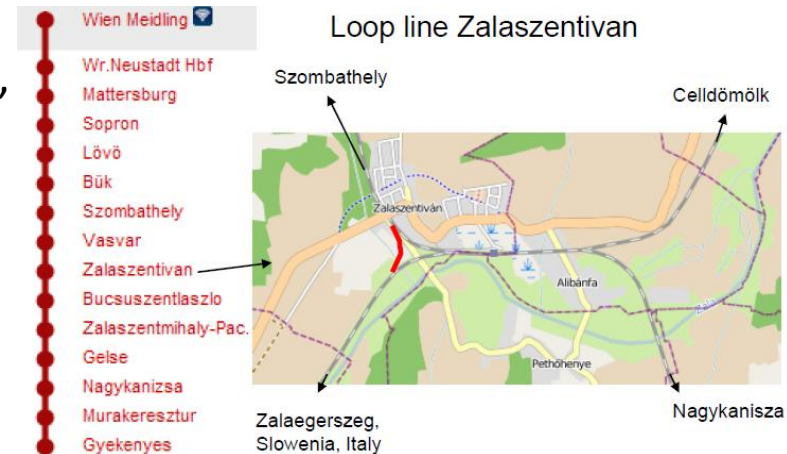 Loop line Zalaszentivan
Wien Meidling
Wr.Neustadt Hbf
Mattersburg
Sopron
Lövö
Bük
Szombathely
Vasvar
Zalaszentivan
Bucsuszentlaszlo
Zalaszentmihaly-Pac.
Gelse
Nagykanizsa
Murakeresztur
Gyekenyes
,
Szombathely
Celldömölk
Zalaszentiván
Alibánfa
Zala
Pethőhenye
Zalaegerszeg,
Slowenia, Italy
Nagykanisza